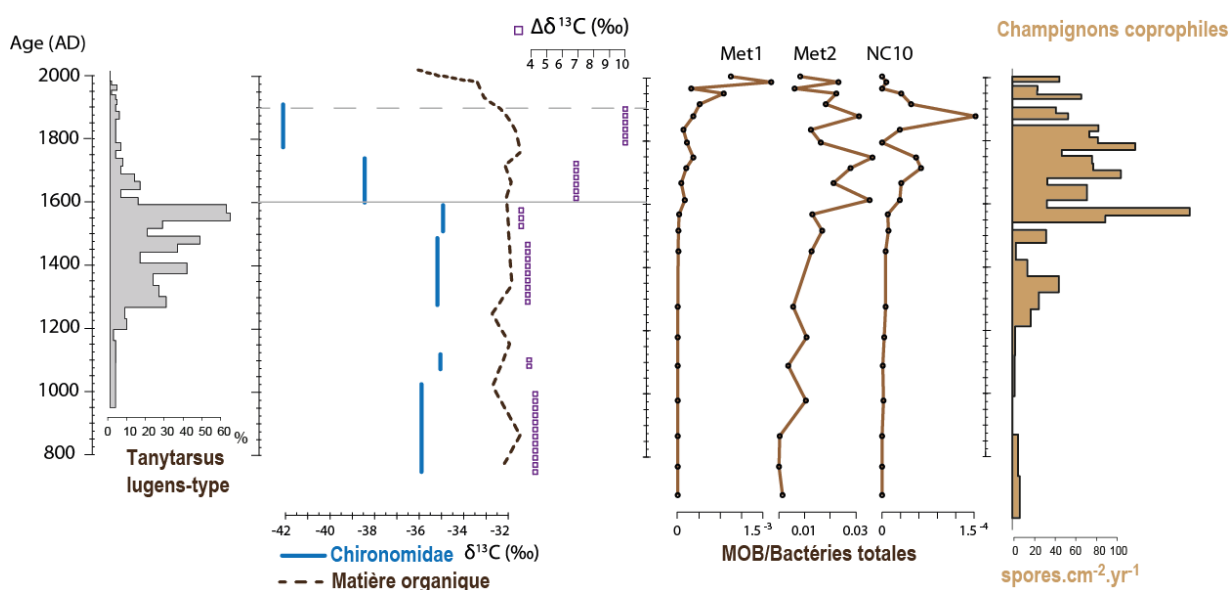 Δδ ¹³C (‰)
4 5 6 7 8 9 10
Champignons coprophiles
Age (AD)
Met1
Met2
NC10
2000
1800
1600
1400
1200
1000
800
0 10 20 30 40 50 60 %
Tanytarsus
lugens-type
-42 -40 -38 -35 -34 -32
Chironomidae δ¹³C (‰)
Matière organique
0 1.5⁻³
0.01 0.03
0 1.5⁻⁴
MOB/Bactéries totales
0 20 40 60 80 100
spores.cm⁻².yr⁻¹